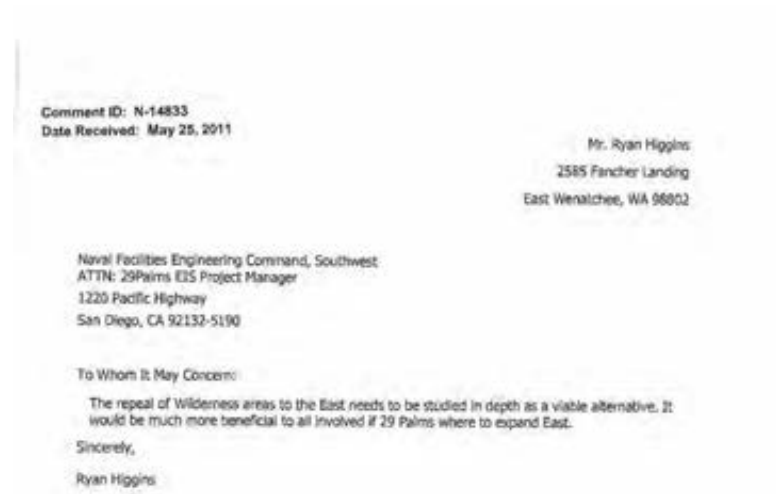 Comment ID: N-14833
Date Received: May 25, 2011
Mr. Ryan Higgins
2585 Fancher Landing
East Wenatchee, WA 98802
Naval Facilities Engineering Command, Southwest
ATTN: 29Palms EIS Project Manager
1220 Pacific Highway
San Diego, CA 92132-5190
To Whom It May Concern:
The repeal of Wilderness areas to the East needs to be studied in depth as a viable alternative. It
would be much more beneficial to all involved if 29 Palms where to expand East.
Sincerely,
Ryan Higgins